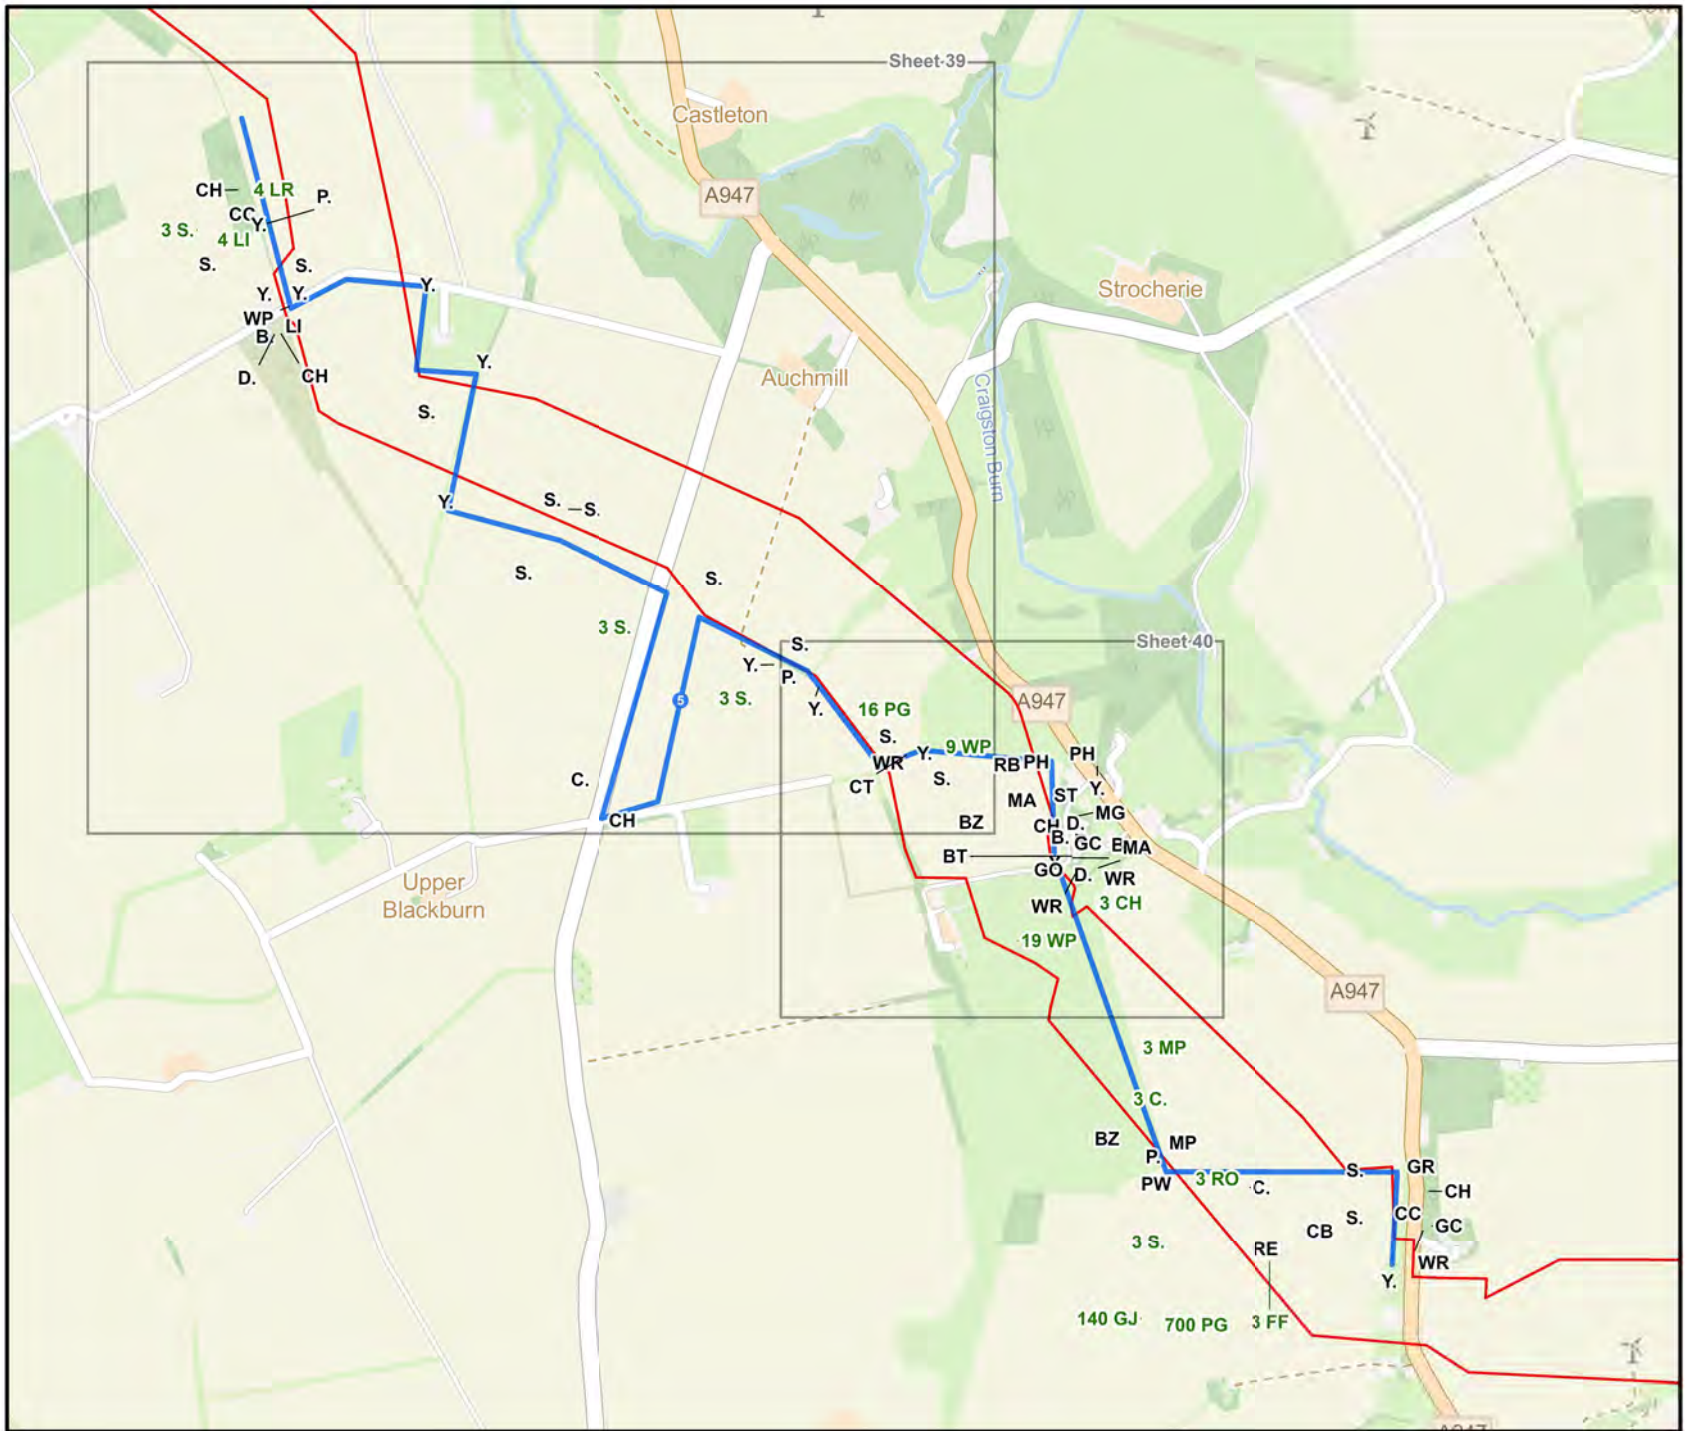 Sheet 39
Castleton
A947
CH
4 LR
P.
CC
Y.
3 S.
4 LI
S.
S.
Y.
Y.
WP
LI
B.
D.
CH
Y.
Y.
S.
Strocherie
Auchmill
Craigston Burn
Y.
S.
S.
S.
S.
3 S.
Sheet 40
S.
Y.
P.
Y.
3 S.
5
16 PG
A947
S.
Y.
9 WP
WR
RB
PH
PH
CT
S.
Y.
C.
MA
ST
MG
CH
BZ
CH
D.
B.
GC
MA
BT
GO
D.
WR
Upper
Blackburn
WR
3 CH
19 WP
A947
3 MP
3 C.
BZ
MP
P.
PW
3 RO
C.
S.
GR
CH
CC
S.
CB
GC
3 S.
RE
WR
Y.
140 GJ
700 PG
3 FF
A947